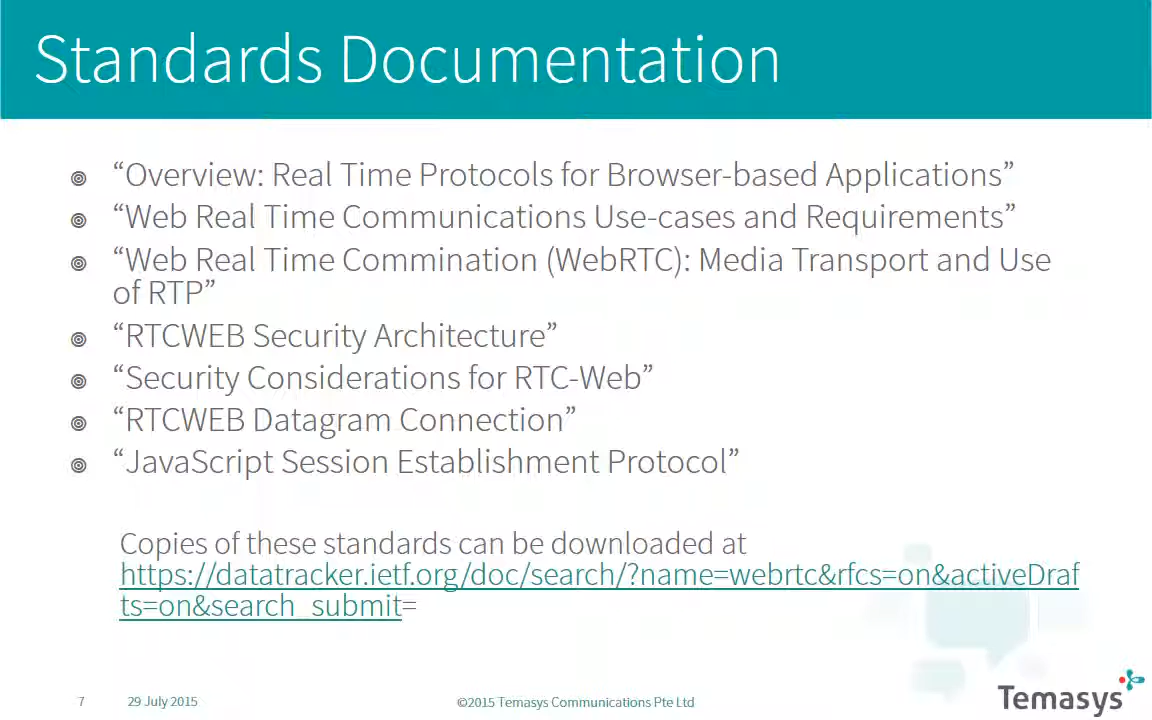 Standards Documentation
“Overview: Real Time Protocols for Browser-based Applications”
“Web Real Time Communications Use-cases and Requirements”
“Web Real Time Commination (WebRTC): Media Transport and Use
of RTP”
“RTCWEB Security Architecture”
“Security Considerations for RTC-Web”
“RTCWEB Datagram Connection”
“JavaScript Session Establishment Protocol”
Copies of these standards can be downloaded at
https://datatracker.ietf.org/doc/search/?name=webrtc&rfcs=on&activeDraf
ts=on&search_submit=
7 29 July 2015 ©2015 Temasys Communications Pte Ltd
Temasys